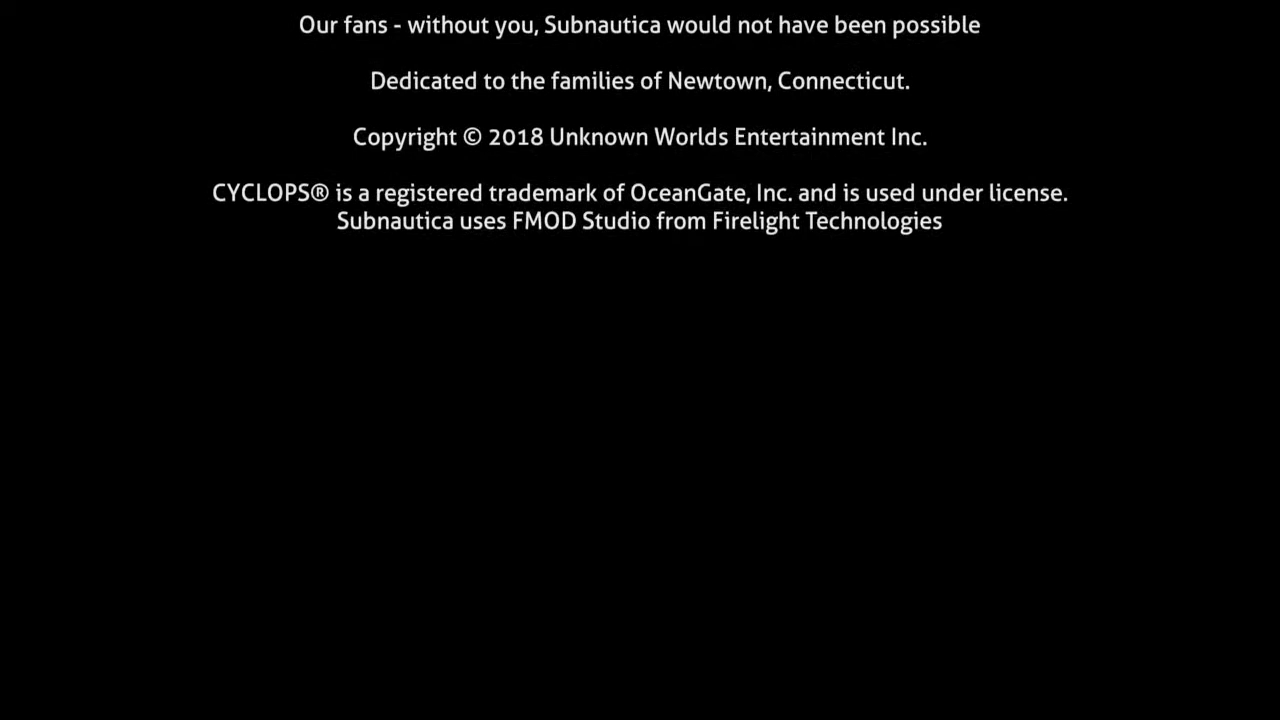 Our fans - without you, Subnautica would not have been possible
Dedicated to the families of Newtown, Connecticut.
Copyright © 2018 Unknown Worlds Entertainment Inc.
CYCLOPS® is a registered trademark of OceanGate, Inc. and is used under license.
Subnautica uses FMOD Studio from Firelight Technologies